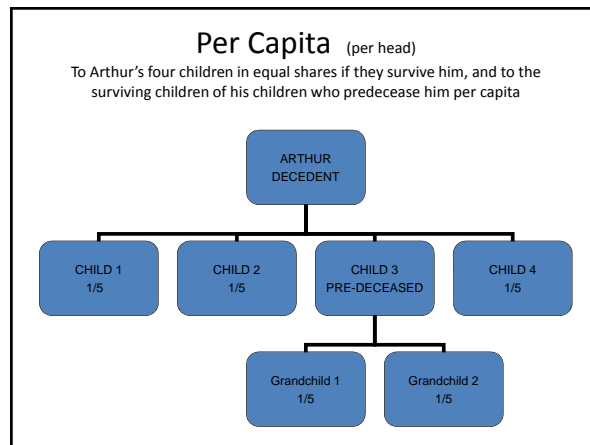 Per Capita (per head)
To Arthur's four children in equal shares if they survive him, and to the
surviving children of his children who predecease him per capita
ARTHUR
DECEDENT
CHILD 1
1/5
CHILD 2
1/5
CHILD 3
PRE-DECEASED
CHILD 4
1/5
Grandchild 1
1/5
Grandchild 2
1/5